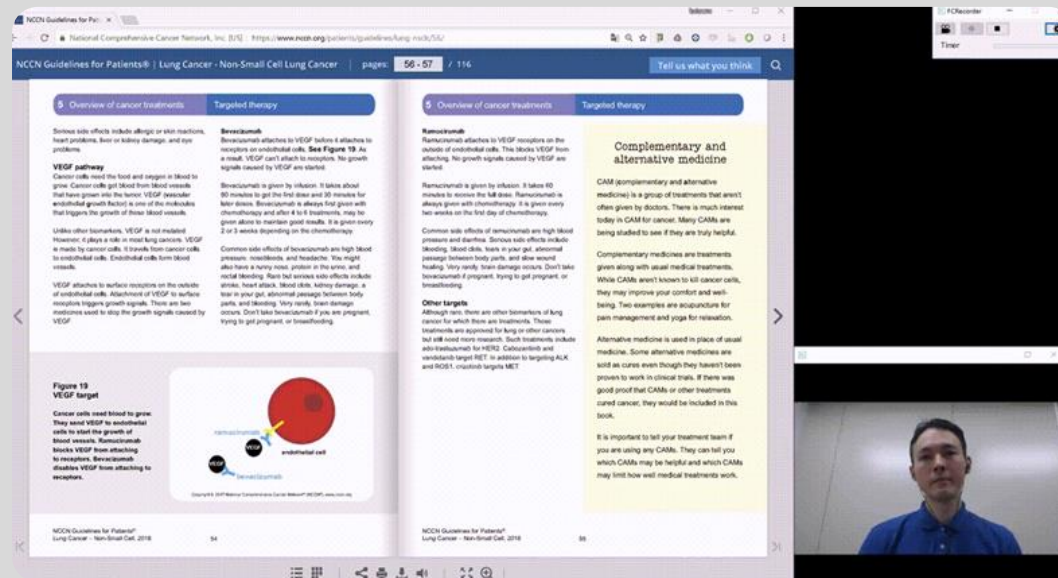 NCCN Guidelines for Pat
National Comprehensive Cancer Network, Inc [US]
https://www.nccn.org/patients/guidelines/lung-nsclc/56/
FCRecorder
Timer
NCCN Guidelines for Patients® | Lung Cancer - Non-Small Cell Lung Cancer | pages: 56 - 57 / 116
Tell us what you think
5 Overview of cancer treatments Targeted therapy
Serious side effects include allergic or skin reactions,
heart problems, liver or kidney damage, and eye
problems.
VEGF pathway
Cancer cells need the food and oxygen in blood to
grow. Cancer cells get blood from blood vessels
that have grown into the tumor. VEGF (vascular
endothelial growth factor) is one of the molecules
that triggers the growth of these blood vessels.
Unlike other biomarkers, VEGF is not mutated.
However, it plays a role in most lung cancers. VEGF
is made by cancer cells. It travels from cancer cells
to endothelial cells. Endothelial cells form blood
vessels.
VEGF attaches to surface receptors on the outside
of endothelial cells. Attachment of VEGF to surface
receptors triggers growth signals. There are two
medicines used to stop the growth signals caused by
VEGF
Bevacizumab
Bevacizumab attaches to VEGF before it attaches to
receptors on endothelial cells. See Figure 19. As
a result, VEGF can't attach to receptors. No growth
signals caused by VEGF are started.
Bevacizumab is given by infusion. It takes about
90 minutes to get the first dose and 30 minutes for
later doses. Bevacizumab is always first given with
chemotherapy and after 4 to 6 treatments, may be
given alone to maintain good results. It is given every
2 or 3 weeks depending on the chemotherapy.
Common side effects of bevacizumab are high blood
pressure, nosebleeds, and headache. You might
also have a runny nose, protein in the urine, and
rectal bleeding. Rare but serious side effects include
stroke, heart attack, blood clots, kidney damage, a
tear in your gut, abnormal passage between body
parts, and bleeding. Very rarely, brain damage
occurs. Don't take bevacizumab if you are pregnant,
trying to get pregnant, or breastfeeding.
Figure 19
VEGF target
Cancer cells need blood to grow.
They send VEGF to endothelial
cells to start the growth of
blood vessels. Ramucirumab
blocks VEGF from attaching
to receptors. Bevacizumab
disables VEGF from attaching to
receptors.
ramucirumab
VEGF
endothelial cell
VEGF
bevacizumab
Copyright © 2017 National Comprehensive Cancer Network® (NCCN®). www.nccn.org
NCCN Guidelines for Patients®
Lung Cancer – Non-Small Cell, 2018
54
5 Overview of cancer treatments Targeted therapy
Ramucirumab
Ramucirumab attaches to VEGF receptors on the
outside of endothelial cells. This blocks VEGF from
attaching. No growth signals caused by VEGF are
started.
Ramucirumab is given by infusion. It takes 60
minutes to receive the full dose. Ramucirumab is
always given with chemotherapy. It is given every
two weeks on the first day of chemotherapy.
Common side effects of ramucirumab are high blood
pressure and diarrhea. Serious side effects include
bleeding, blood clots, tears in your gut, abnormal
passage between body parts, and slow wound
healing. Very rarely, brain damage occurs. Don't take
bevacizumab if pregnant, trying to get pregnant, or
breastfeeding.
Other targets
Although rare, there are other biomarkers of lung
cancer for which there are treatments. These
treatments are approved for lung or other cancers
but still need more research. Such treatments include
ado-trastuzumab for HER2. Cabozantinib and
vandetanib target RET. In addition to targeting ALK
and ROS1, crizotinib targets MET.
Complementary and
alternative medicine
CAM (complementary and alternative
medicine) is a group of treatments that aren't
often given by doctors. There is much interest
today in CAM for cancer. Many CAMs are
being studied to see if they are truly helpful.
Complementary medicines are treatments
given along with usual medical treatments.
While CAMs aren't known to kill cancer cells,
they may improve your comfort and well-
being. Two examples are acupuncture for
pain management and yoga for relaxation.
Alternative medicine is used in place of usual
medicine. Some alternative medicines are
sold as cures even though they haven't been
proven to work in clinical trials. If there was
good proof that CAMs or other treatments
cured cancer, they would be included in this
book.
It is important to tell your treatment team if
you are using any CAMs. They can tell you
which CAMs may be helpful and which CAMs
may limit how well medical treatments work.
NCCN Guidelines for Patients®
Lung Cancer – Non-Small Cell, 2018
55